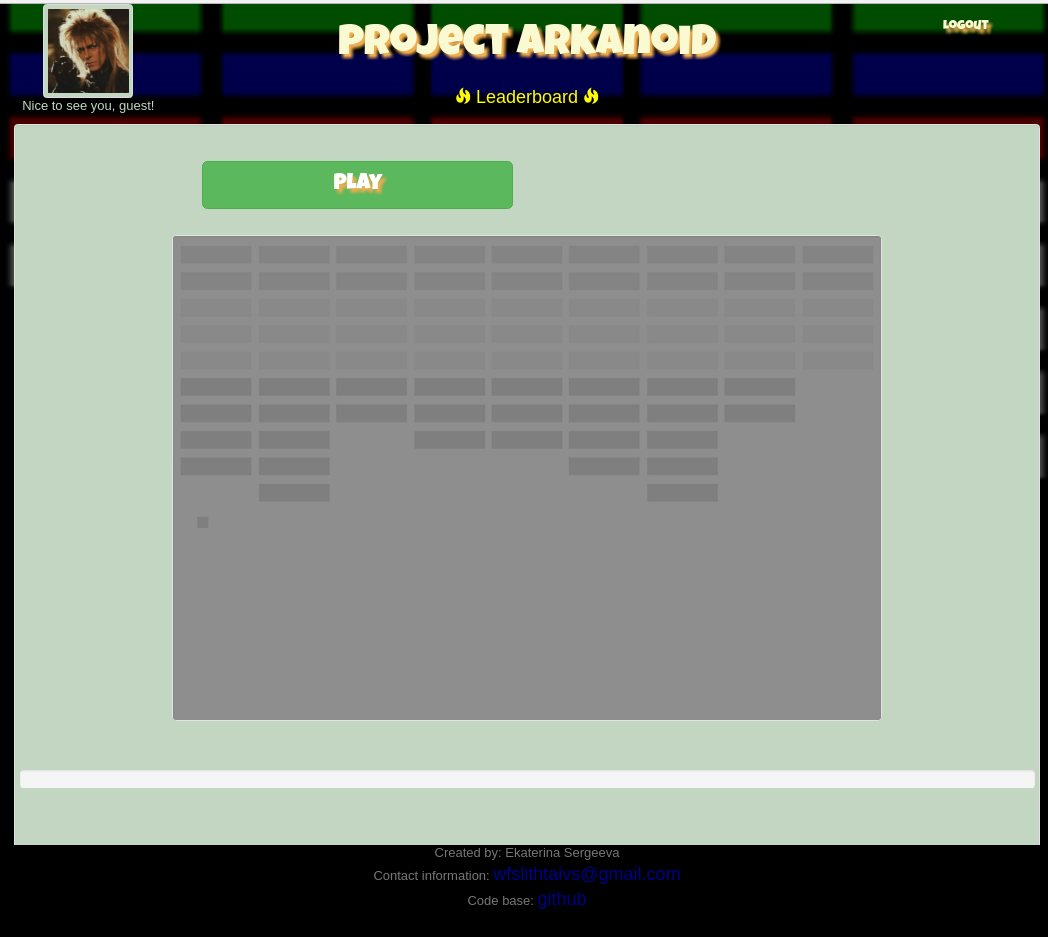 PROJECT ARKANOID
LOGOUT
Leaderboard
Nice to see you, guest!
PLAY
Created by: Ekaterina Sergeeva
Contact information: wfslithtaivs@gmail.com
Code base: github